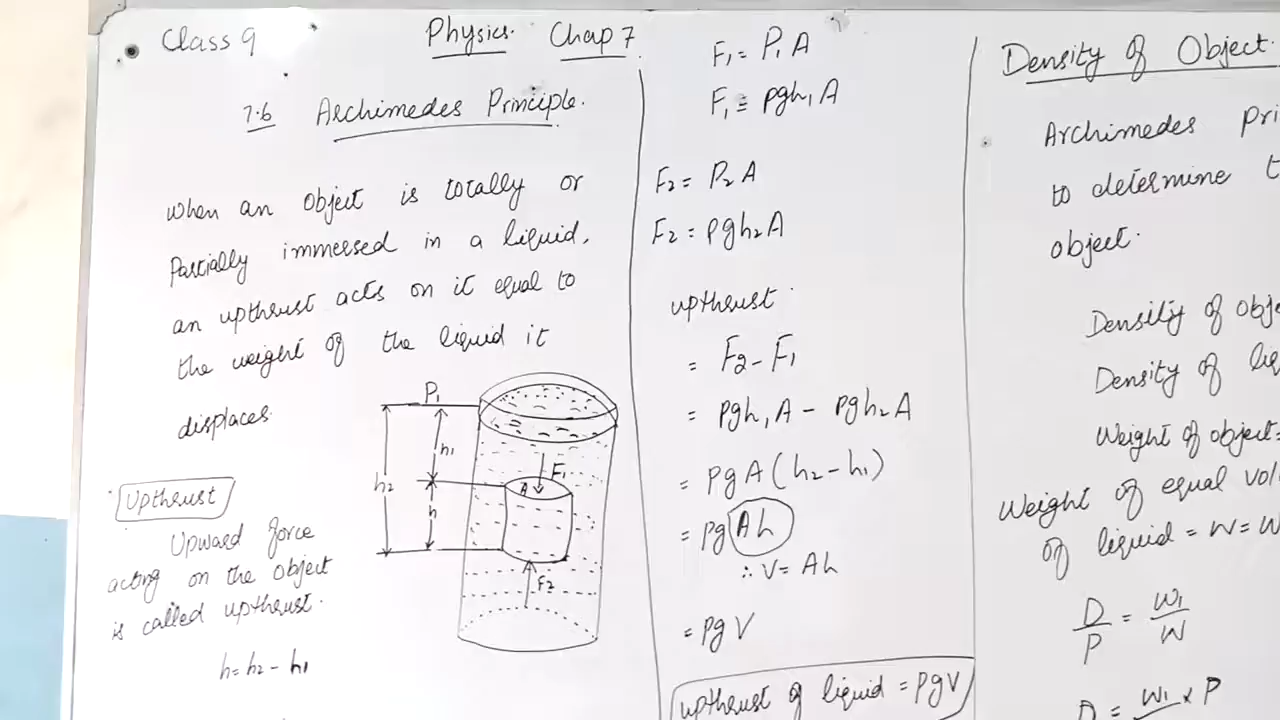 Class 9
Physics. Chap 7
7.6 Archimedes Principle.
When an object is totally or
Partially immersed in a liquid,
an upthrust acts on it equal to
the weight of the liquid it
displaces.
Upthrust
Upward force
acting on the object
is called upthrust.
h = h2 - h1
P1
h1
h2
h
F1
A
F2
F1 = P1 A
F1 = ρgh1 A
F2 = P2 A
F2 = ρgh2 A
upthrust
= F2 - F1
= ρgh1 A - ρgh2 A
= ρg A (h2 - h1)
= ρg Ah
∴ V = Ah
= ρg V
upthrust of liquid = ρgV
Density of Object.
Archimedes
to determine
object.
Density of
Density of
Weight of object =
Weight of equal
of liquid = W =
D/ρ = W1/W
D = W1 × ρ